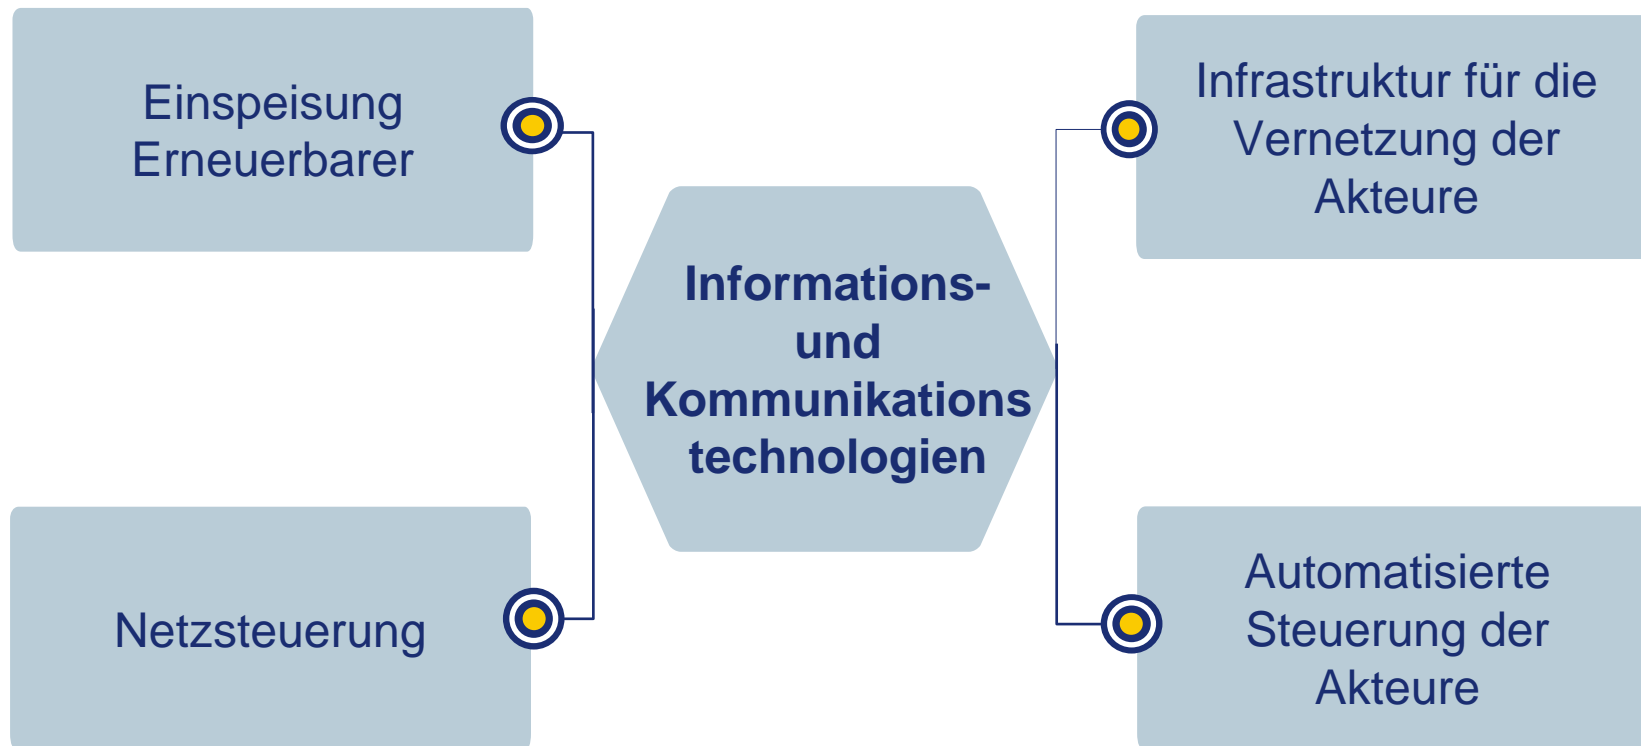 Einspeisung
Erneuerbarer
Infrastruktur für die
Vernetzung der
Akteure
Informations-
und
Kommunikations
technologien
Netzsteuerung
Automatisierte
Steuerung der
Akteure